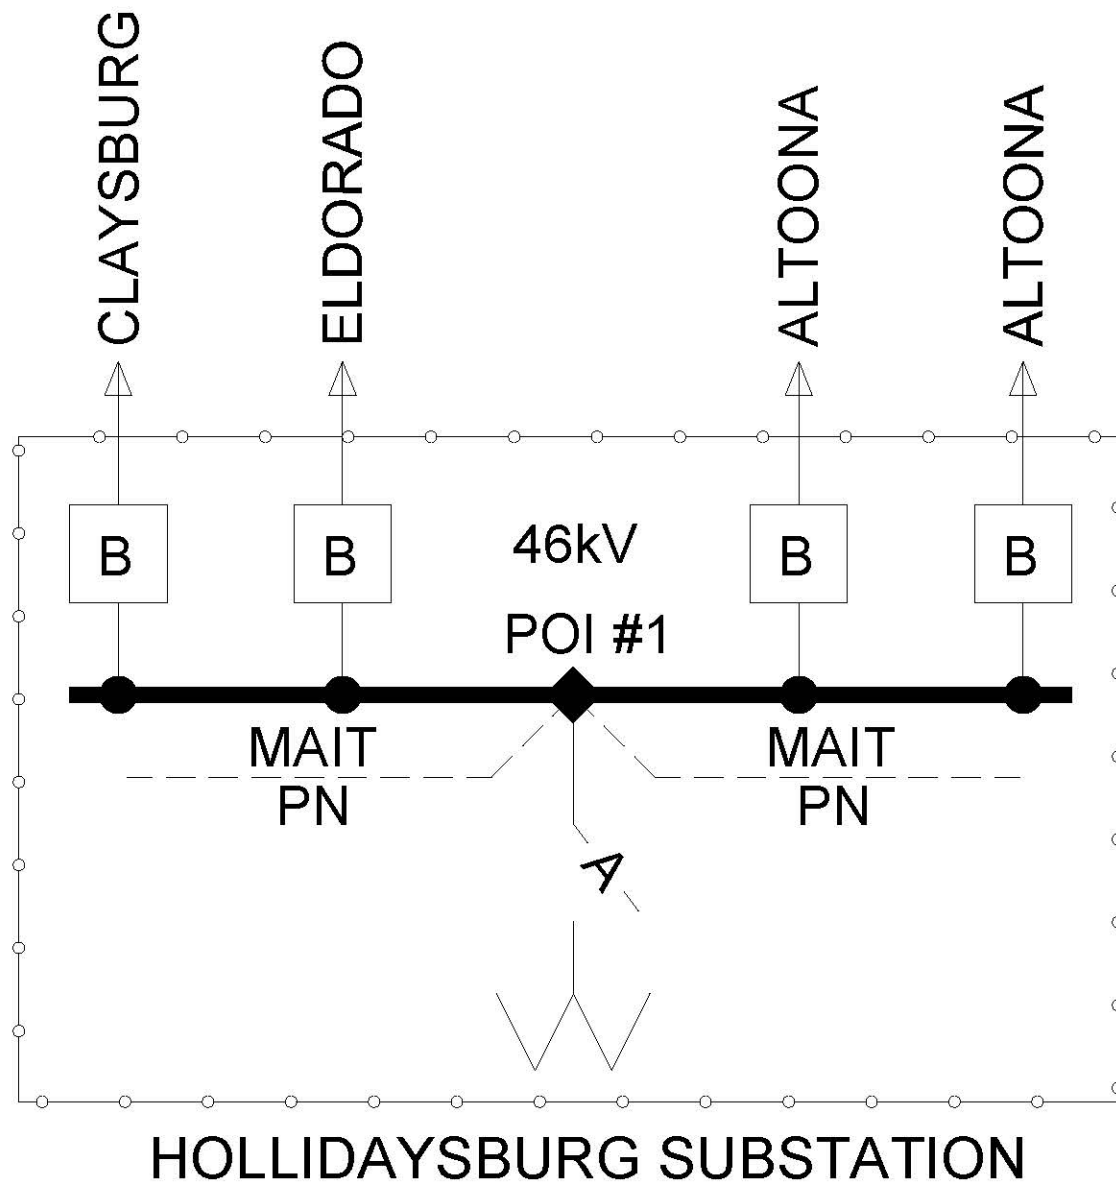 CLAYSBURG
ELDORADO
ALTOONA
ALTOONA
B
B
B
B
46kV
POI #1
MAIT
PN
MAIT
PN
A
HOLLIDAYSBURG SUBSTATION